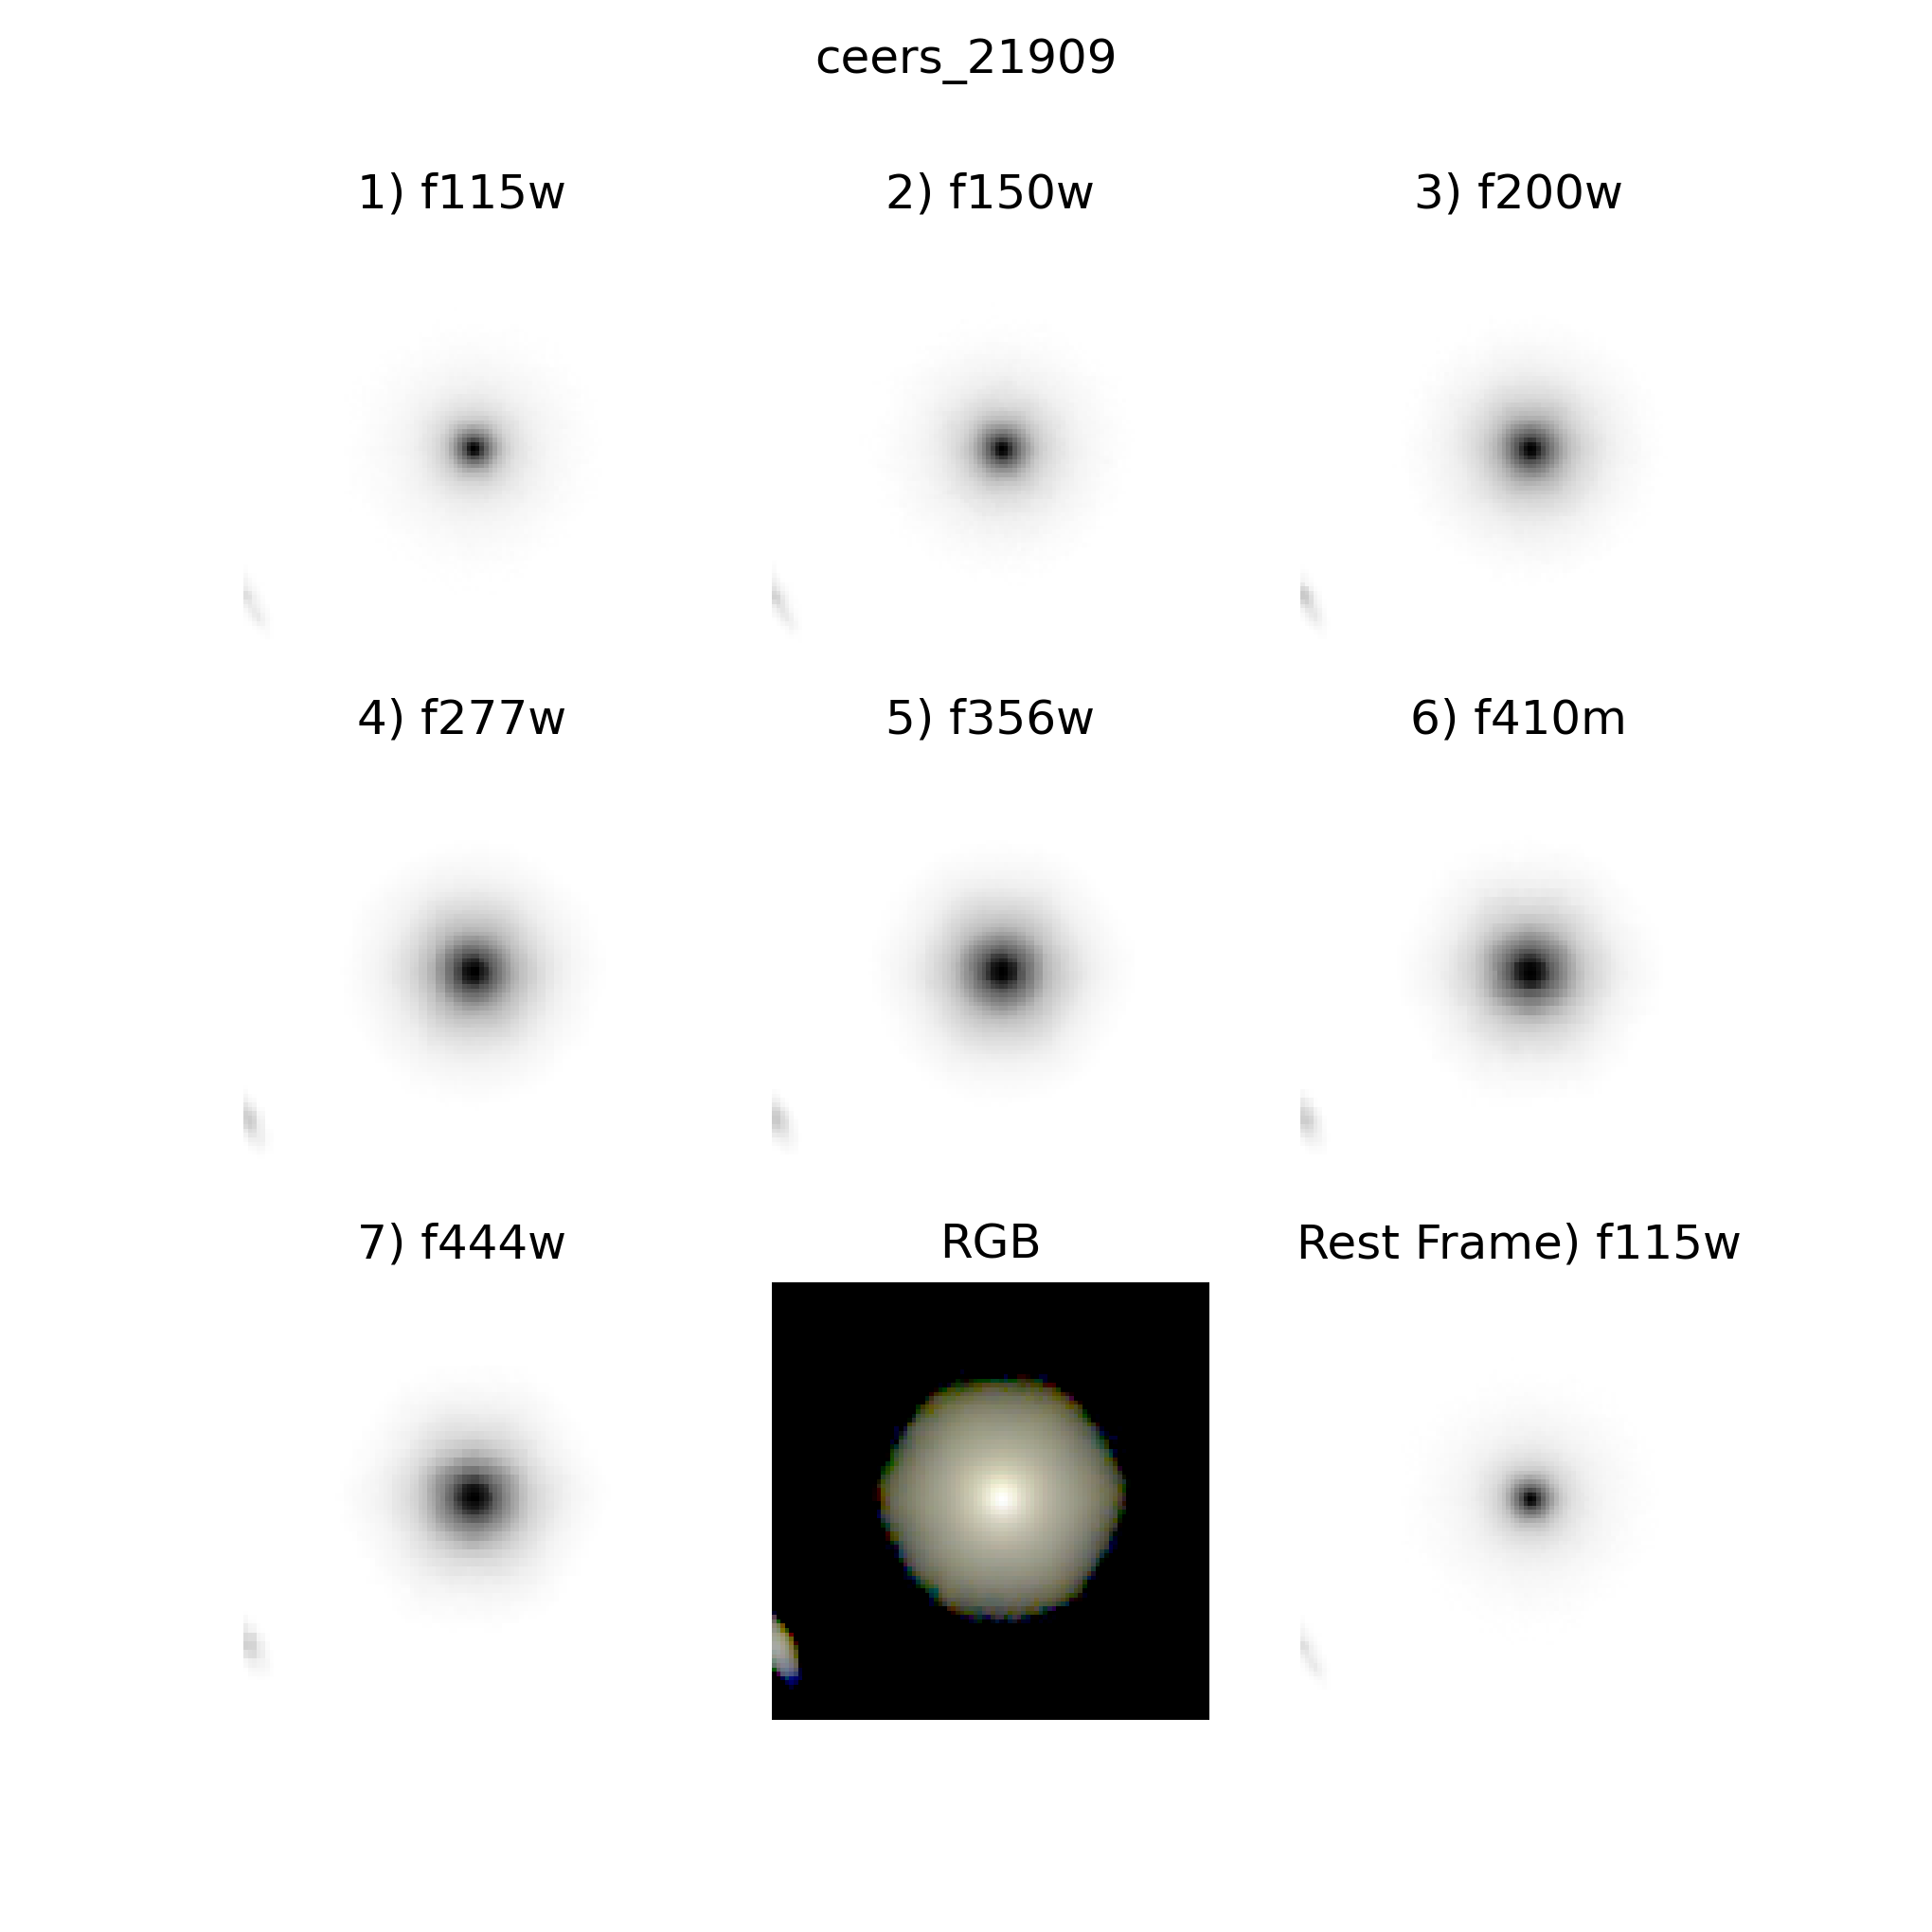 ceers_21909
1) f115w
2) f150w
3) f200w
4) f277w
5) f356w
6) f410m
7) f444w
RGB
Rest Frame) f115w